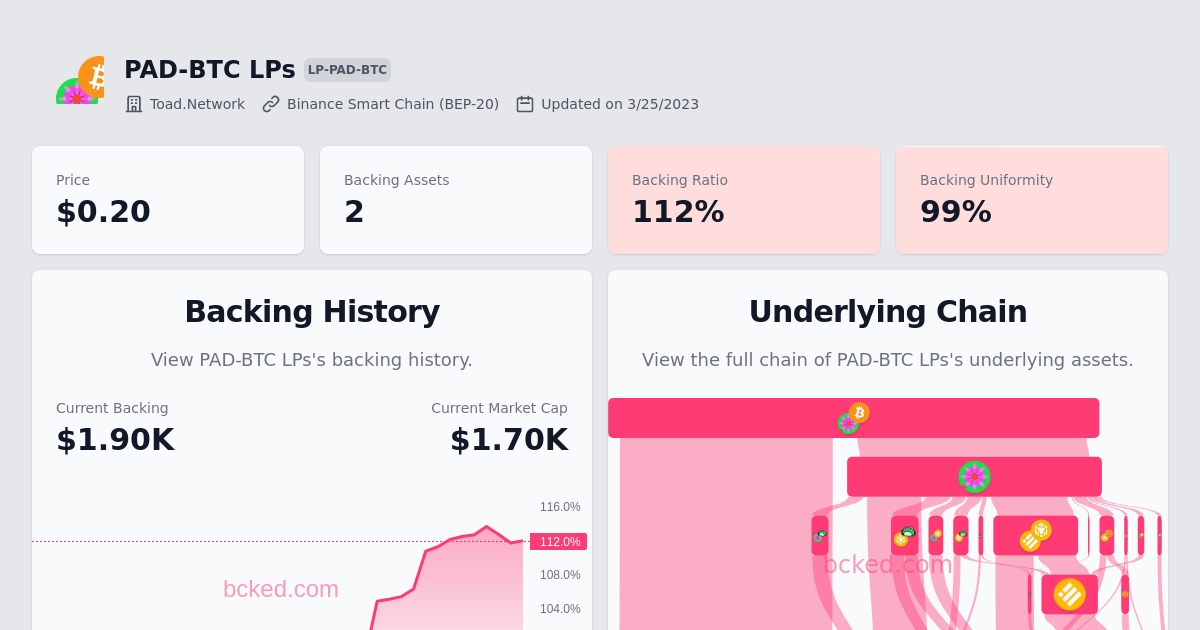 PAD-BTC LPs LP-PAD-BTC
Toad.Network Binance Smart Chain (BEP-20) Updated on 3/25/2023
Price
$0.20
Backing Assets
2
Backing Ratio
112%
Backing Uniformity
99%
Backing History
View PAD-BTC LPs's backing history.
Current Backing
$1.90K
Current Market Cap
$1.70K
116.0%
112.0%
108.0%
104.0%
bcked.com
Underlying Chain
View the full chain of PAD-BTC LPs's underlying assets.
bcked.com